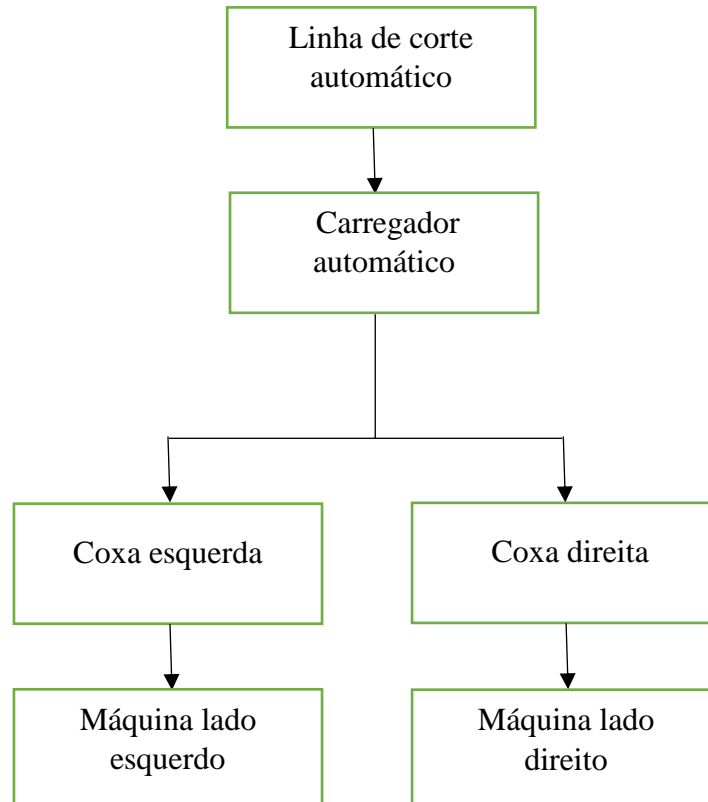 Linha de corte
automático
Carregador
automático
Coxa esquerda
Coxa direita
Máquina lado
esquerdo
Máquina lado
direito